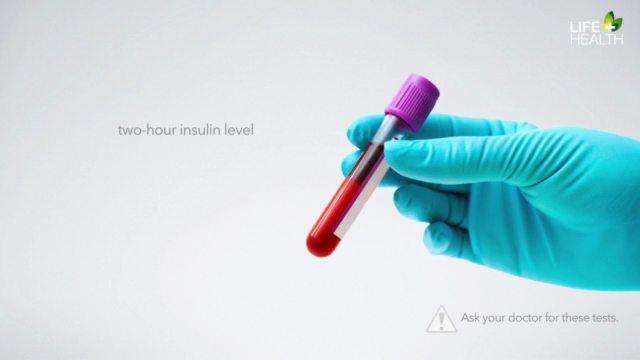 LIFE +
HEALTH
two-hour insulin level
Ask your doctor for these tests.